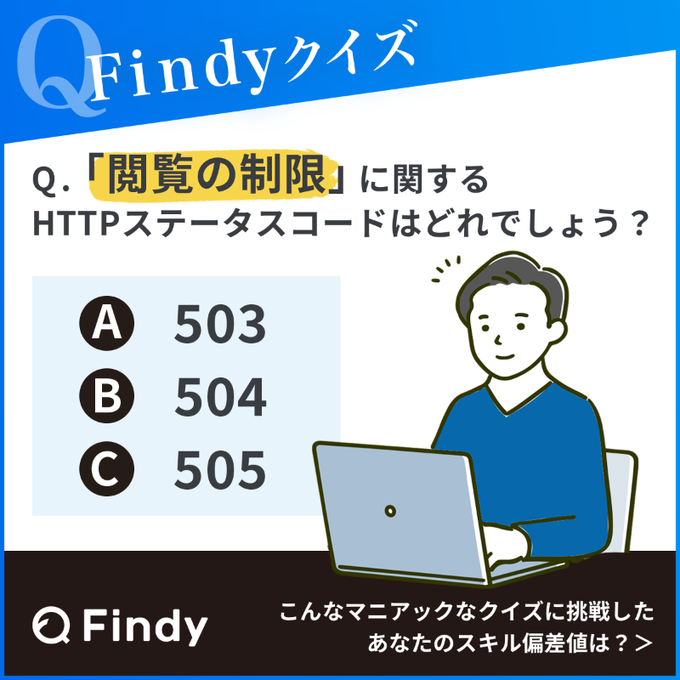 Findyクイズ
Q.「閲覧の制限」に関する
HTTPステータスコードはどれでしょう？
A 503
B 504
C 505
Findy
こんなマニアックなクイズに挑戦した
あなたのスキル偏差値は？＞